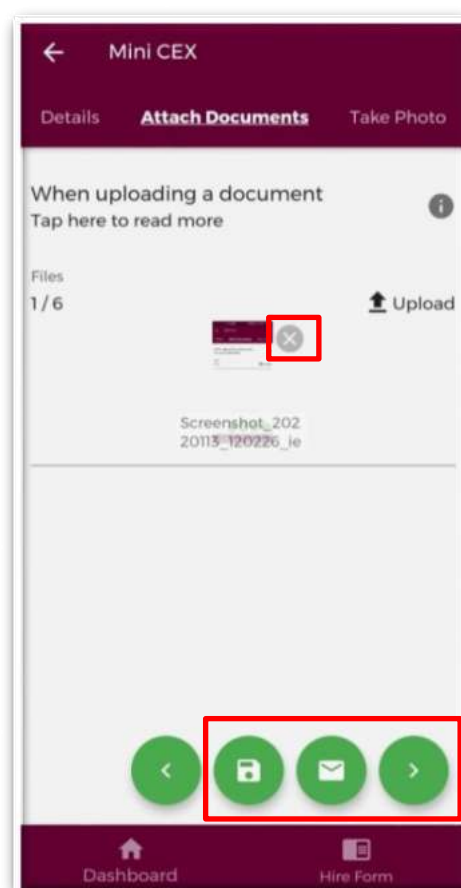 Mini CEX
Details Attach Documents Take Photo
When uploading a document
Tap here to read more
Files
1 / 6
Upload
Screenshot_202
20113_120226_ie
Dashboard Hire Form